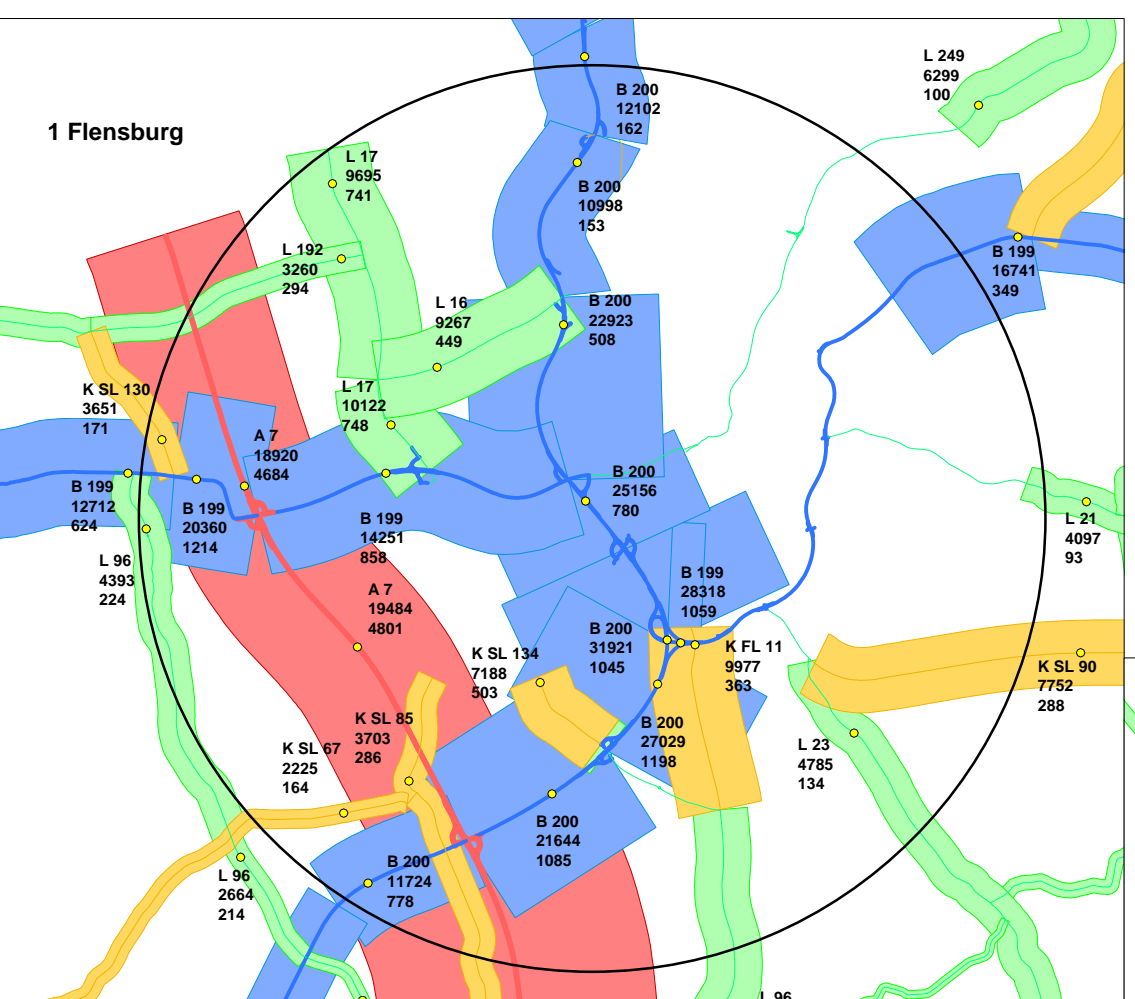 L 249
6299
100
B 200
12102
162
1 Flensburg
L 17
9695
741
B 200
10998
153
L 192
3260
294
B 199
16741
349
L 16
9267
449
B 200
22923
508
K SL 130
3651
171
L 17
10122
748
A 7
18920
4684
B 200
25156
780
B 199
12712
624
B 199
20360
1214
B 199
14251
858
L 21
4097
93
L 96
4393
224
A 7
19484
4801
B 199
28318
1059
B 200
31921
1045
K SL 134
7188
503
K FL 11
9977
363
K SL 90
7752
288
K SL 85
3703
286
B 200
27029
1198
K SL 67
2225
164
L 23
4785
134
B 200
21644
1085
B 200
11724
778
L 96
2664
214
L 96